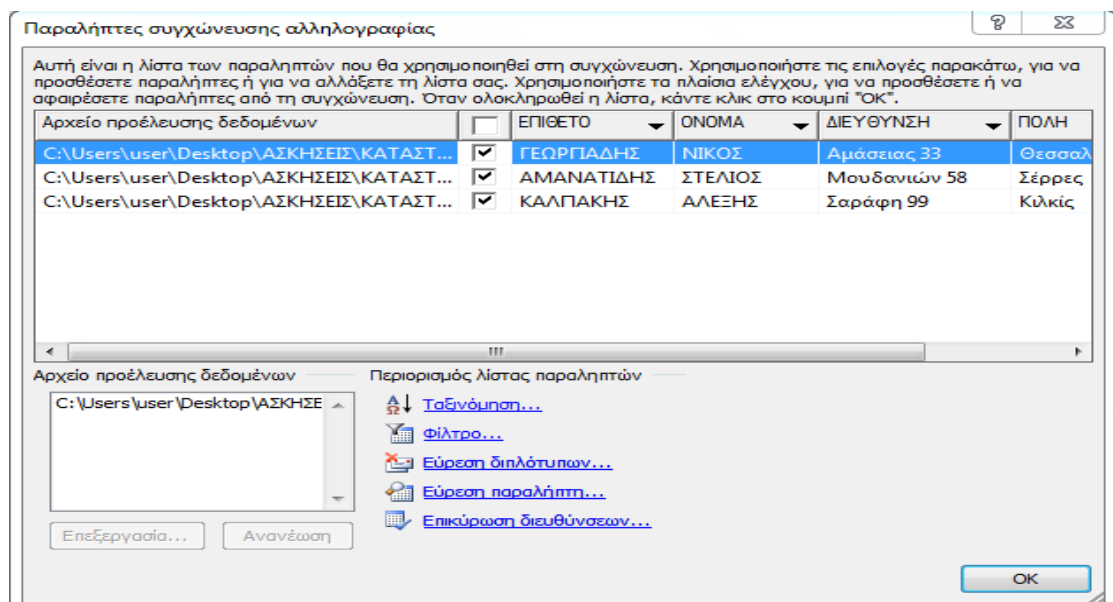 Παραλήπτες συγχώνευσης αλληλογραφίας
Αυτή είναι η λίστα των παραληπτών που θα χρησιμοποιηθεί στη συγχώνευση. Χρησιμοποιήστε τις επιλογές παρακάτω, για να
προσθέσετε παραλήπτες ή για να αλλάξετε τη λίστα σας. Χρησιμοποιήστε τα πλαίσια ελέγχου, για να προσθέσετε ή να
αφαιρέσετε παραλήπτες από τη συγχώνευση. Όταν ολοκληρωθεί η λίστα, κάντε κλικ στο κουμπί "OK".
Αρχείο προέλευσης δεδομένων ΕΠΙΘΕΤΟ ΟΝΟΜΑ ΔΙΕΥΘΥΝΣΗ ΠΟΛΗ
C:\Users\user\Desktop\ΑΣΚΗΣΕΙΣ\ΚΑΤΑΣΤ... ΓΕΩΡΓΙΑΔΗΣ ΝΙΚΟΣ Αμάσειας 33 Θεσσαλ
C:\Users\user\Desktop\ΑΣΚΗΣΕΙΣ\ΚΑΤΑΣΤ... ΑΜΑΝΑΤΙΔΗΣ ΣΤΕΛΙΟΣ Μουδανιών 58 Σέρρες
C:\Users\user\Desktop\ΑΣΚΗΣΕΙΣ\ΚΑΤΑΣΤ... ΚΑΛΠΑΚΗΣ ΑΛΕΞΗΣ Σαράφη 99 Κιλκίς
Αρχείο προέλευσης δεδομένων Περιορισμός λίστας παραληπτών
C:\Users\user\Desktop\ΑΣΚΗΣΕ Ταξινόμηση...
Φίλτρο...
Εύρεση διπλότυπων...
Εύρεση παραλήπτη...
Επικύρωση διευθύνσεων...
Επεξεργασία... Ανανέωση
OK